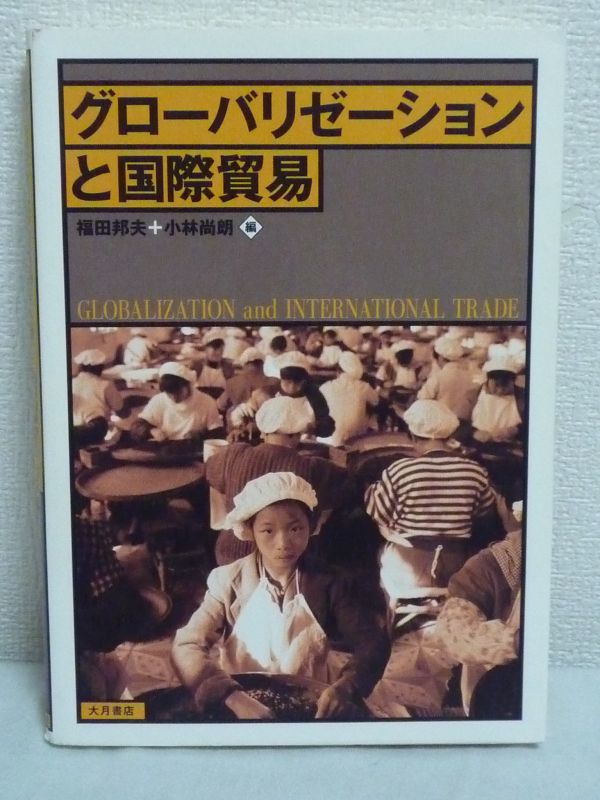 グローバリゼーション
と国際貿易
福田邦夫+小林尚朗 編
GLOBALIZATION and INTERNATIONAL TRADE
大月書店